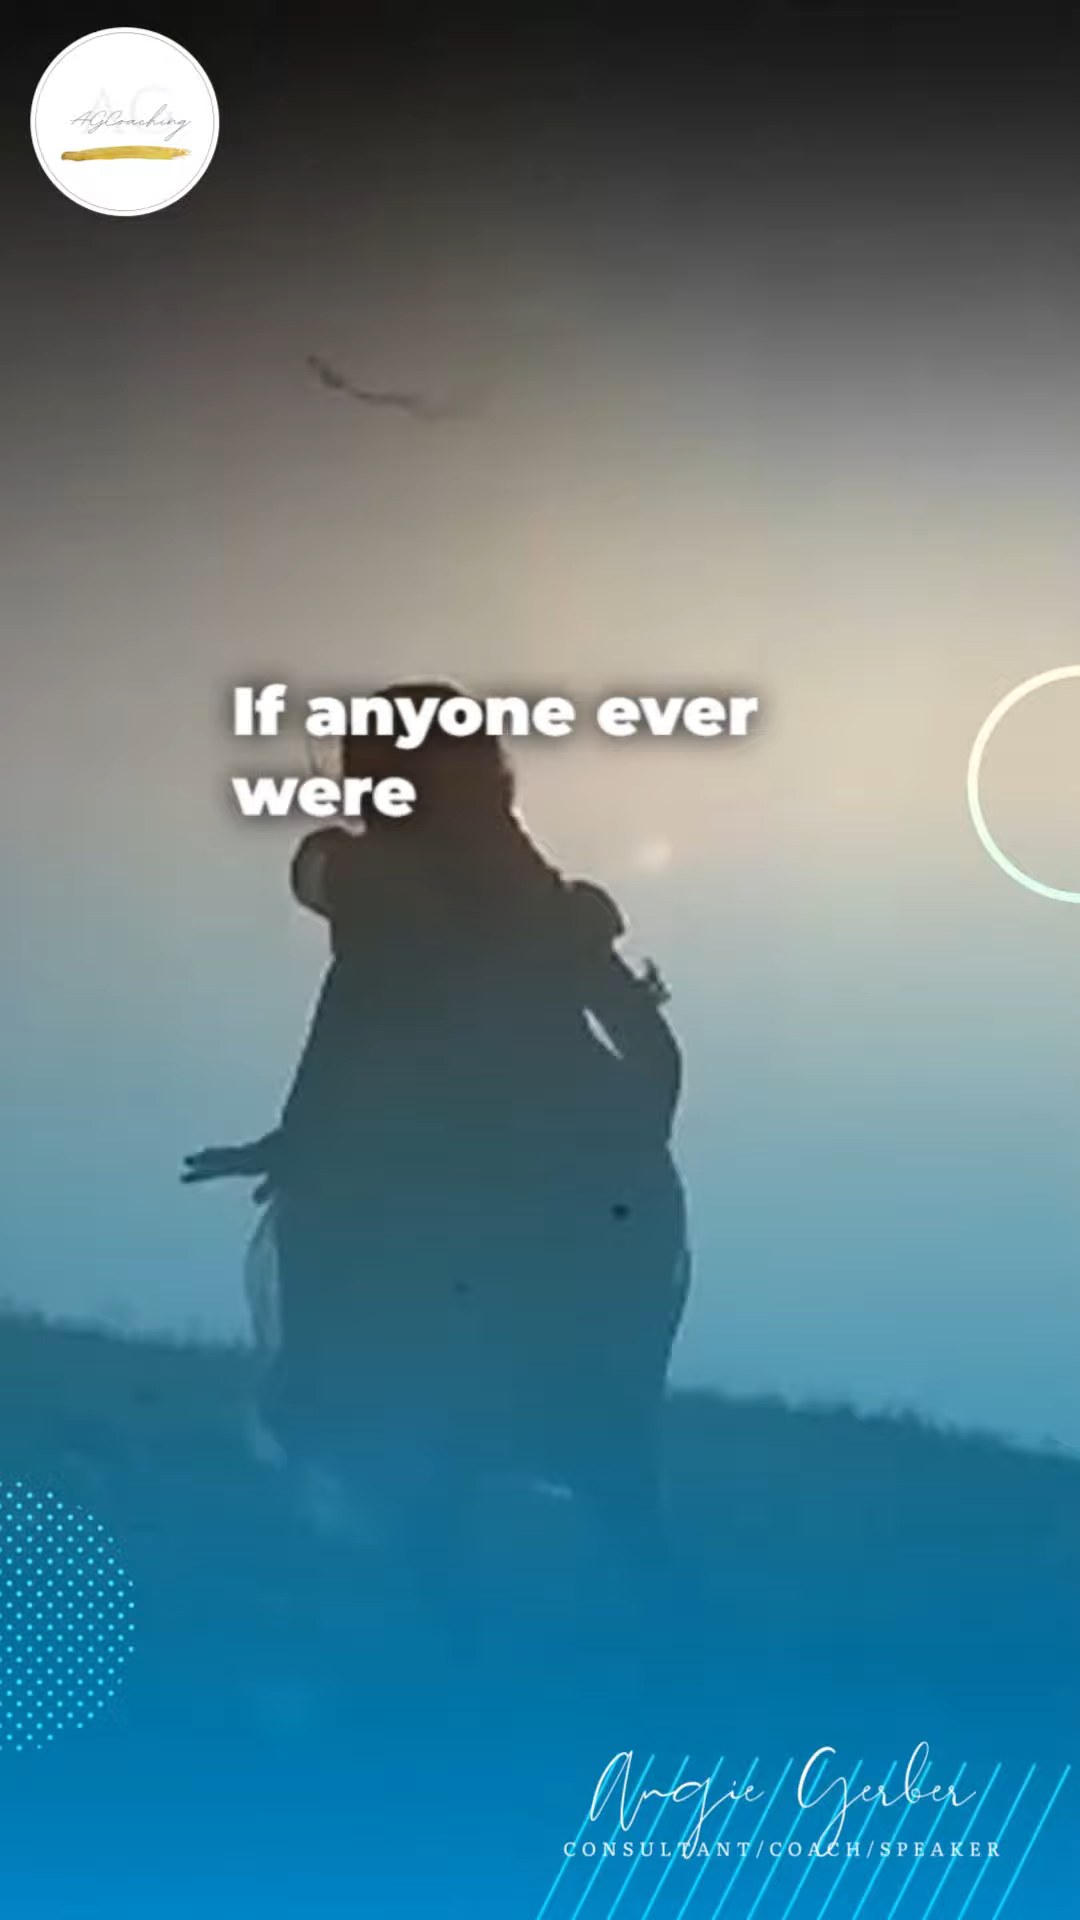 AGCoaching
If anyone ever
were
Angie Gerber
CONSULTANT/COACH/SPEAKER